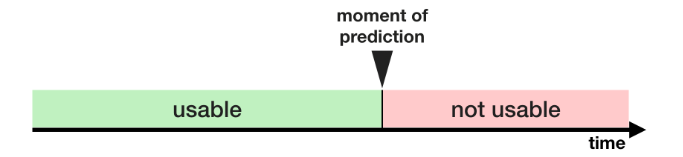 moment of
prediction
usable
not usable
time